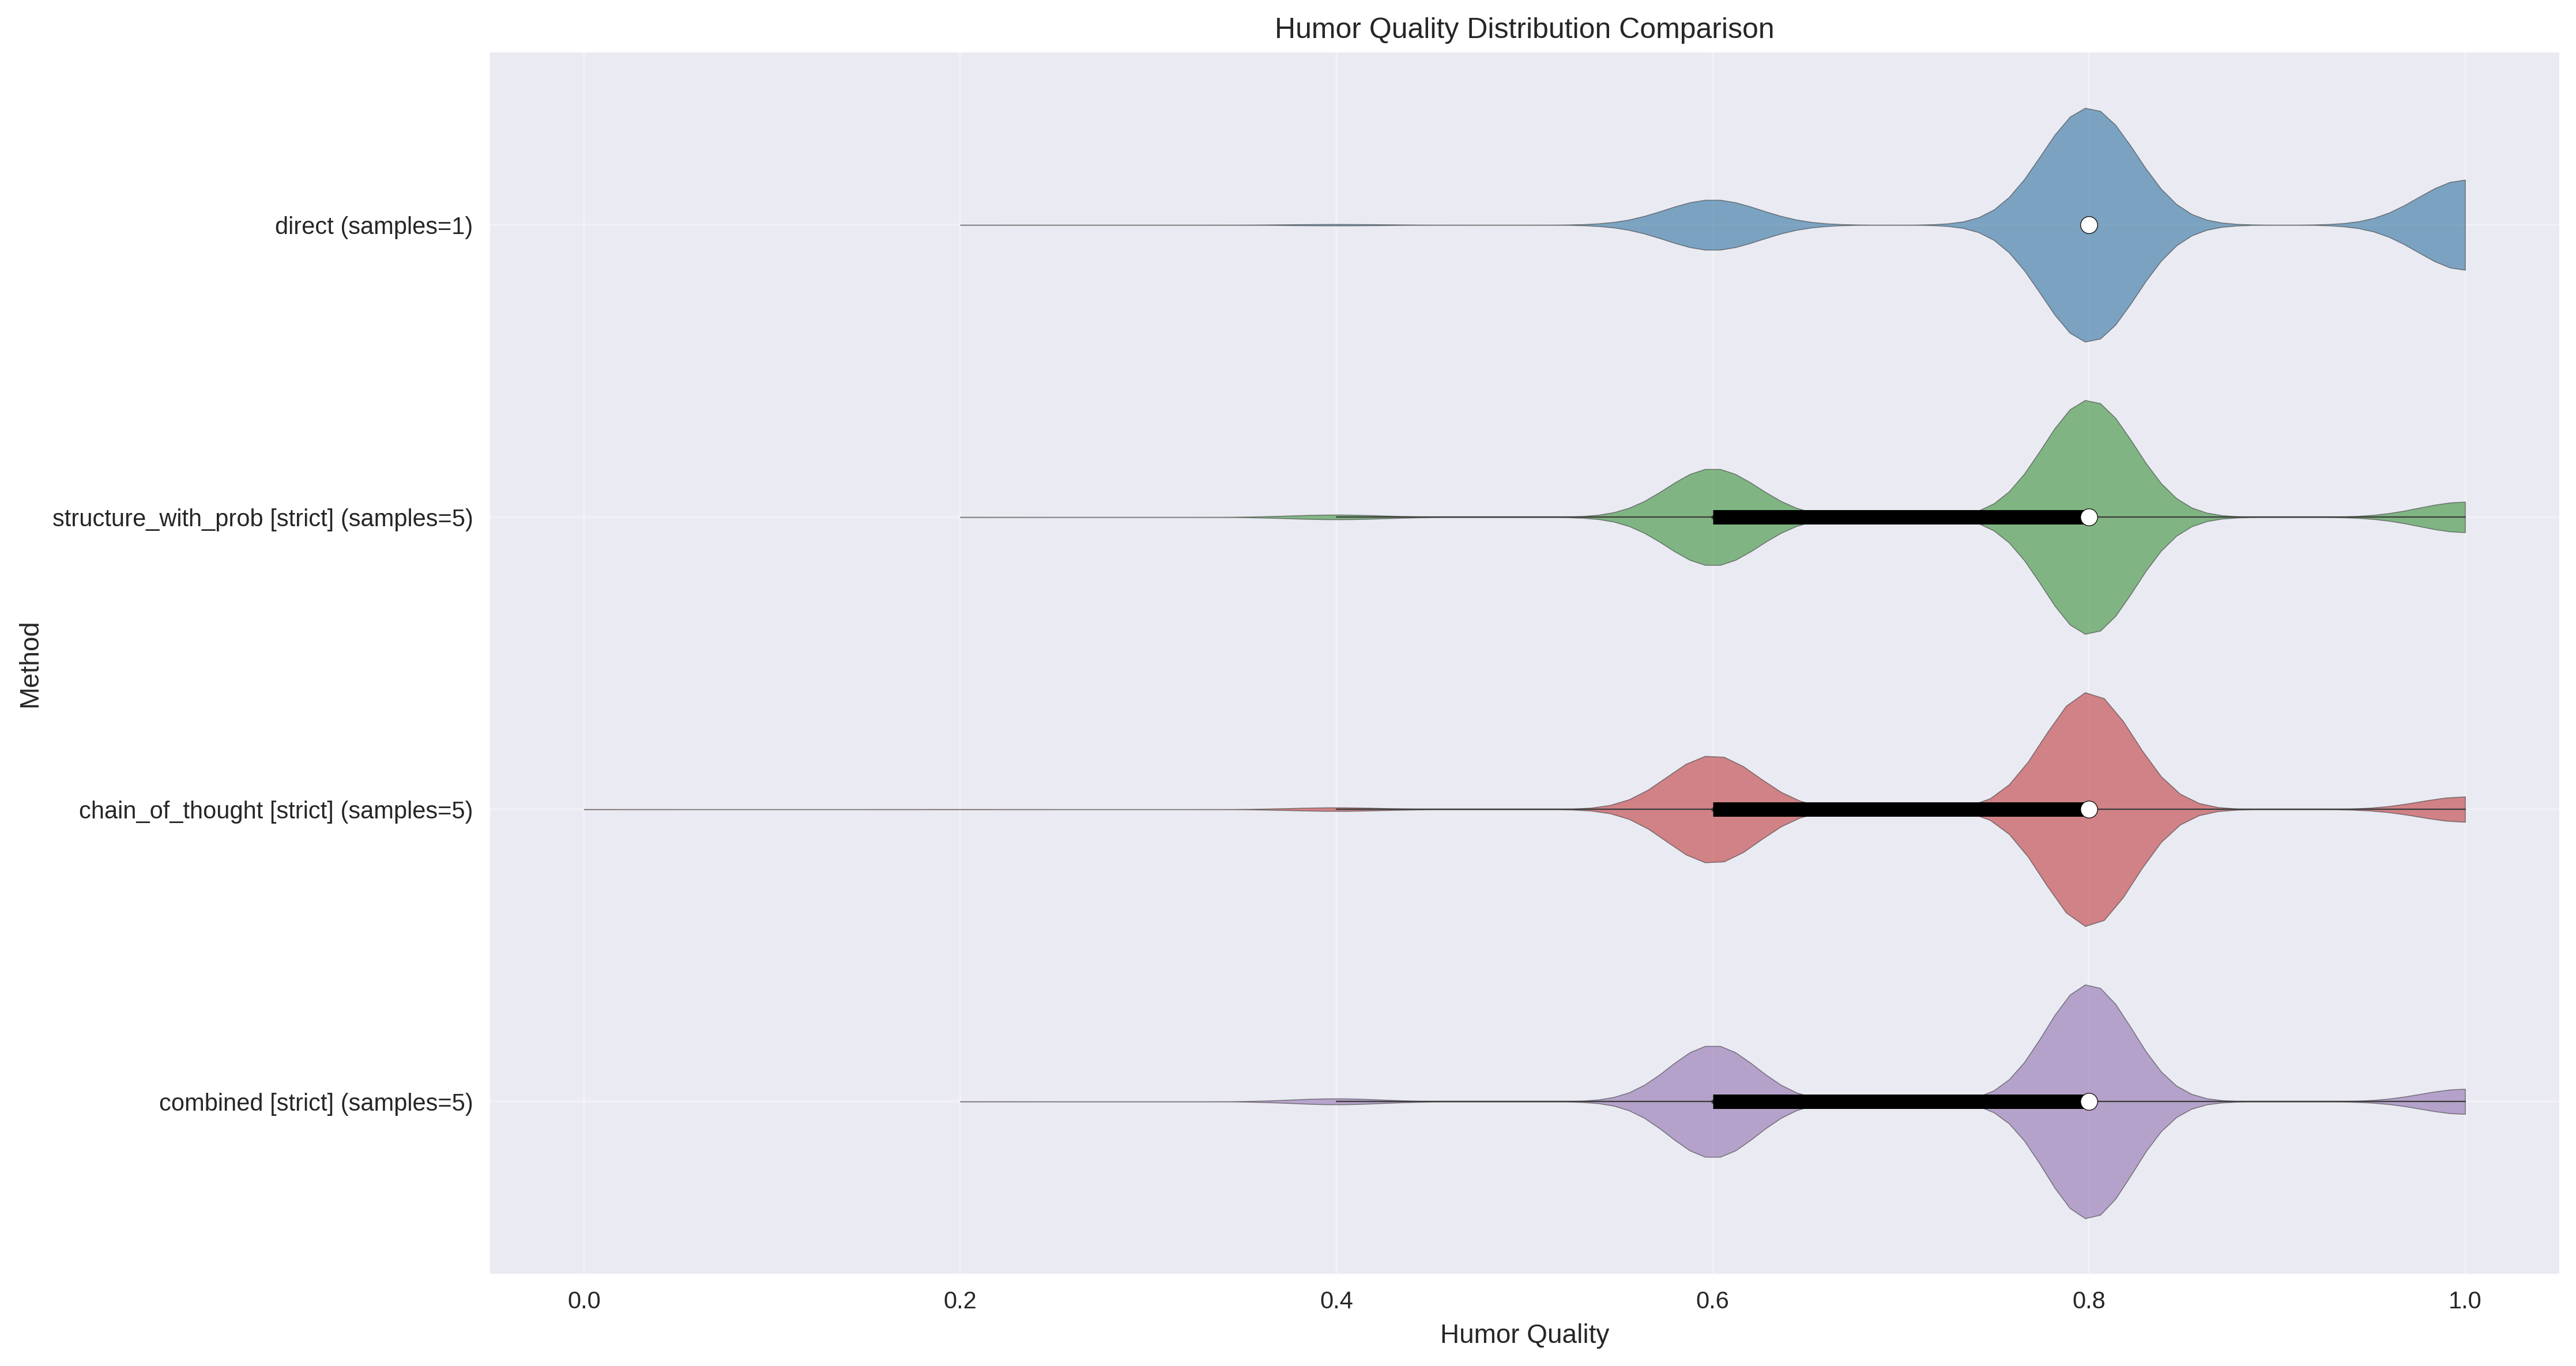 Humor Quality Distribution Comparison
Method
direct (samples=1)
structure_with_prob [strict] (samples=5)
chain_of_thought [strict] (samples=5)
combined [strict] (samples=5)
0.0 0.2 0.4 0.6 0.8 1.0
Humor Quality